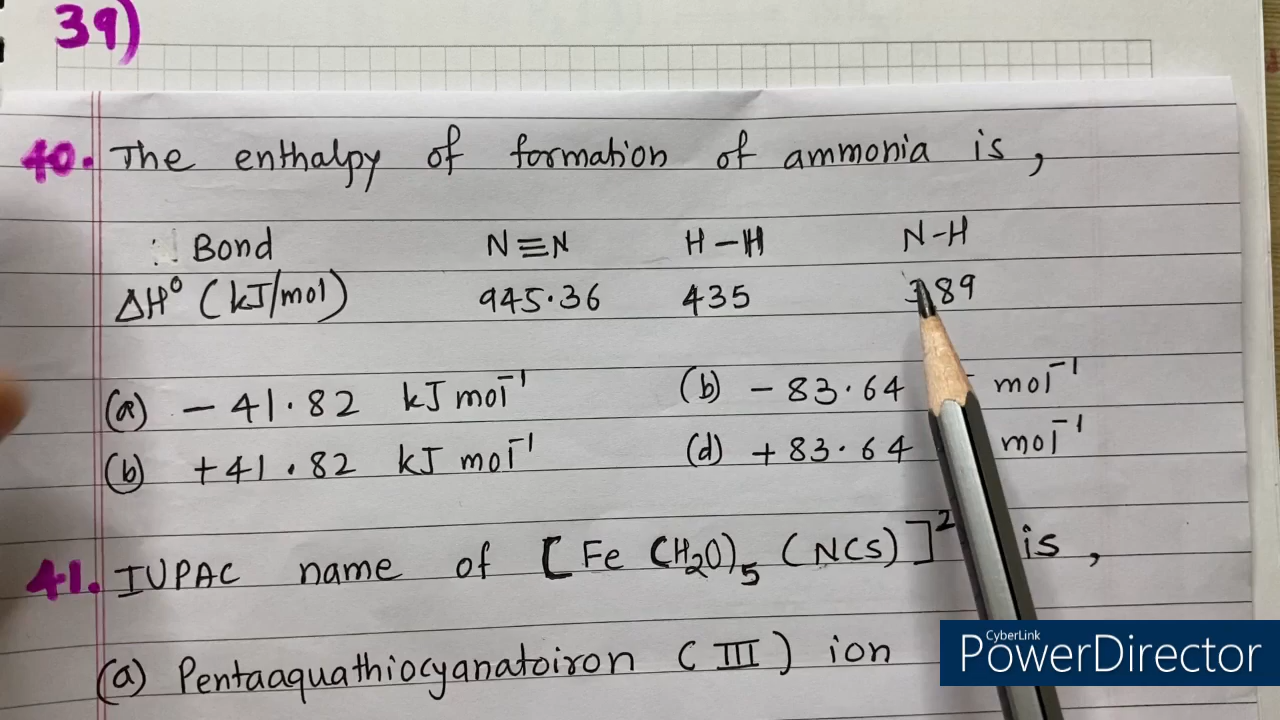 39)
40. The enthalpy of formation of ammonia is,
Bond N≡N H-H N-H
ΔH° (kJ/mol) 945.36 435 389
(a) - 41.82 kJ mol⁻¹ (b) - 83.64 mol⁻¹
(b) + 41.82 kJ mol⁻¹ (d) + 83.64 mol⁻¹
41. IUPAC name of [Fe (H₂O)₅ (NCS)]² is,
(a) Pentaaquathiocyanatoiron (III) ion
CyberLink
PowerDirector